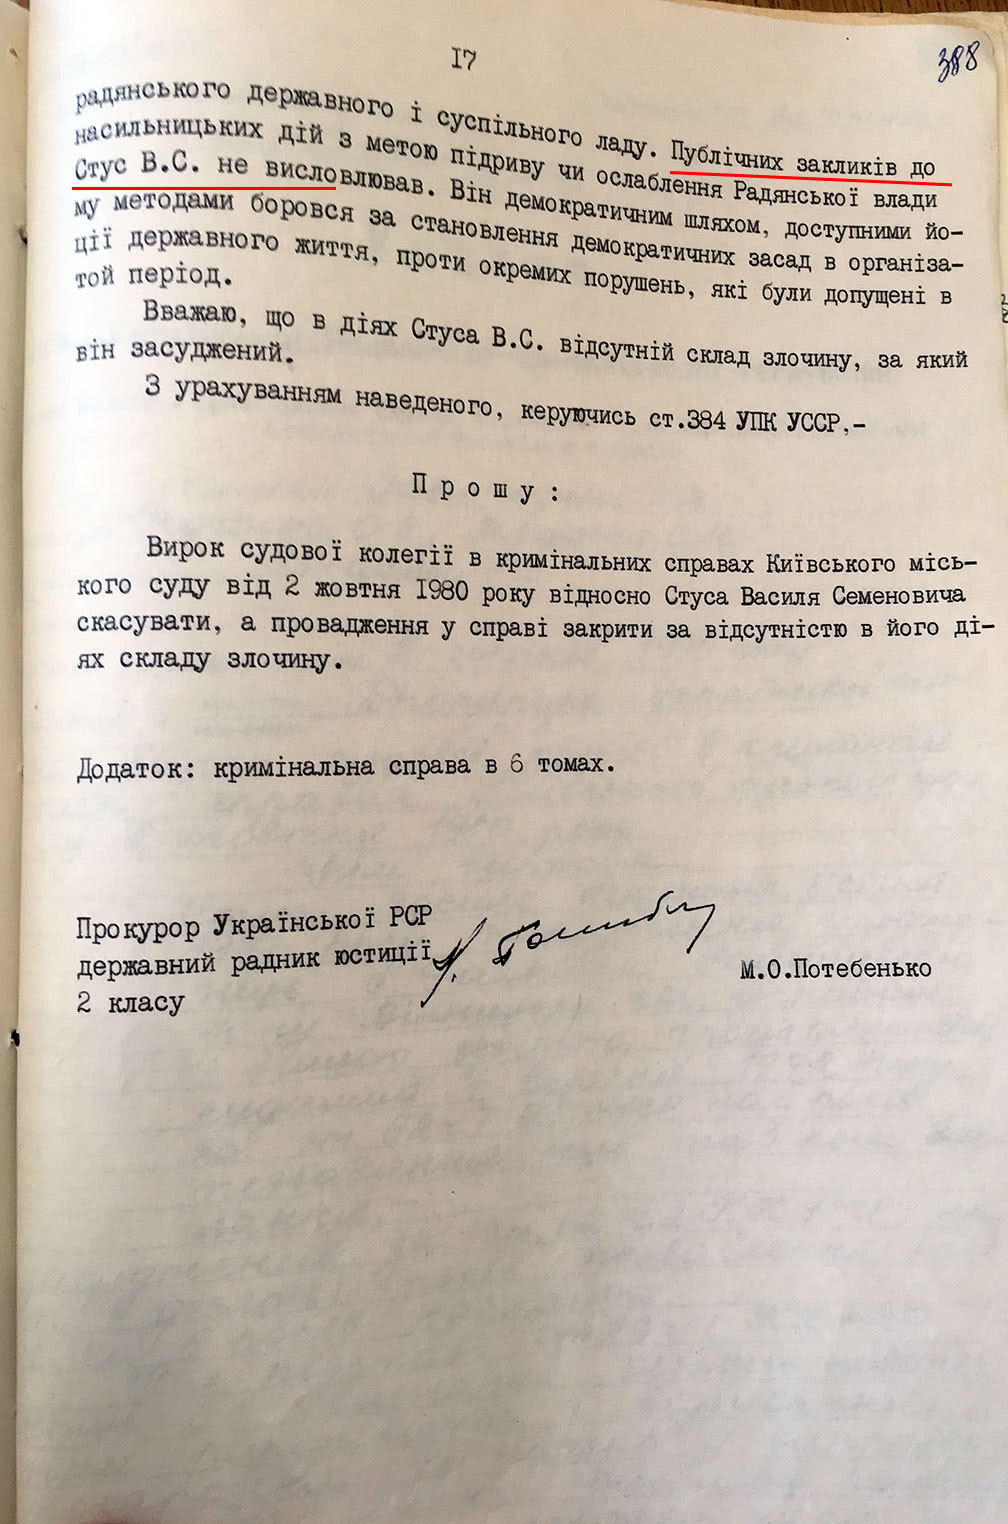 17
388
радянського державного і суспільного ладу. Публічних закликів до
насильницьких дій з метою підриву чи ослаблення Радянської влади
Стус В.С. не висловлював. Він демократичним шляхом, доступними йо-
му методами боровся за становлення демократичних засад в організа-
ції державного життя, проти окремих порушень, які були допущені в
той період.
Вважаю, що в діях Стуса В.С. відсутній склад злочину, за який
він засуджений.
З урахуванням наведеного, керуючись ст.384 УПК УССР,-
Прошу:
Вирок судової колегії в кримінальних справах Київського місь-
кого суду від 2 жовтня 1980 року відносно Стуса Василя Семеновича
скасувати, а провадження у справі закрити за відсутністю в його ді-
ях складу злочину.
Додаток: кримінальна справа в 6 томах.
Прокурор Української РСР
державний радник юстиції
2 класу
М.О.Потебенько